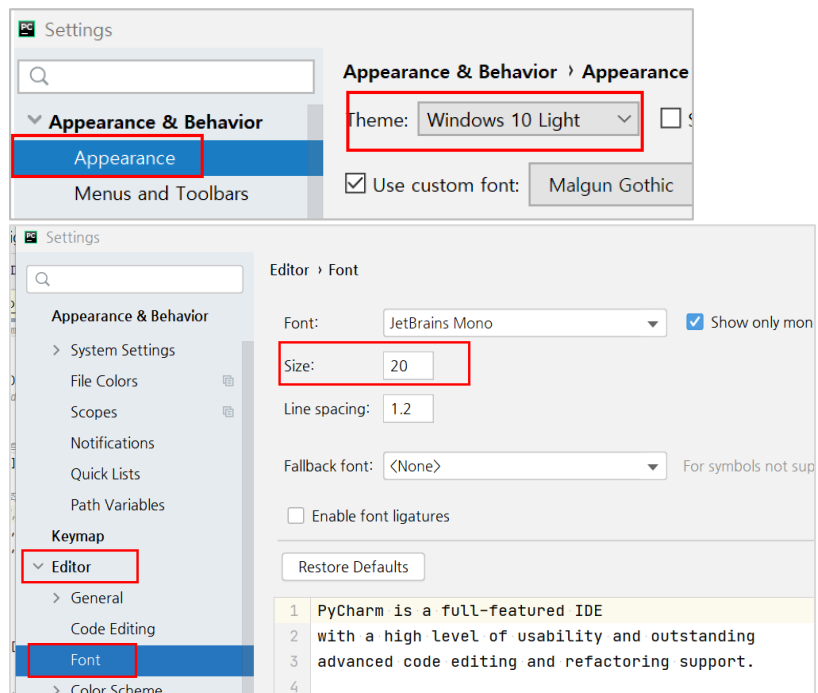 PC Settings
Appearance & Behavior › Appearance
Appearance & Behavior
Theme: Windows 10 Light
Appearance
Menus and Toolbars
Use custom font: Malgun Gothic
PC Settings
Editor › Font
Appearance & Behavior
Font: JetBrains Mono Show only mon
System Settings
Size: 20
File Colors
Scopes
Line spacing: 1.2
Notifications
Quick Lists
Fallback font: <None> For symbols not sup
Path Variables
Enable font ligatures
Keymap
Editor
Restore Defaults
General
1 PyCharm is a full-featured IDE
Code Editing
2 with a high level of usability and outstanding
Font
3 advanced code editing and refactoring support.
Color Scheme
4